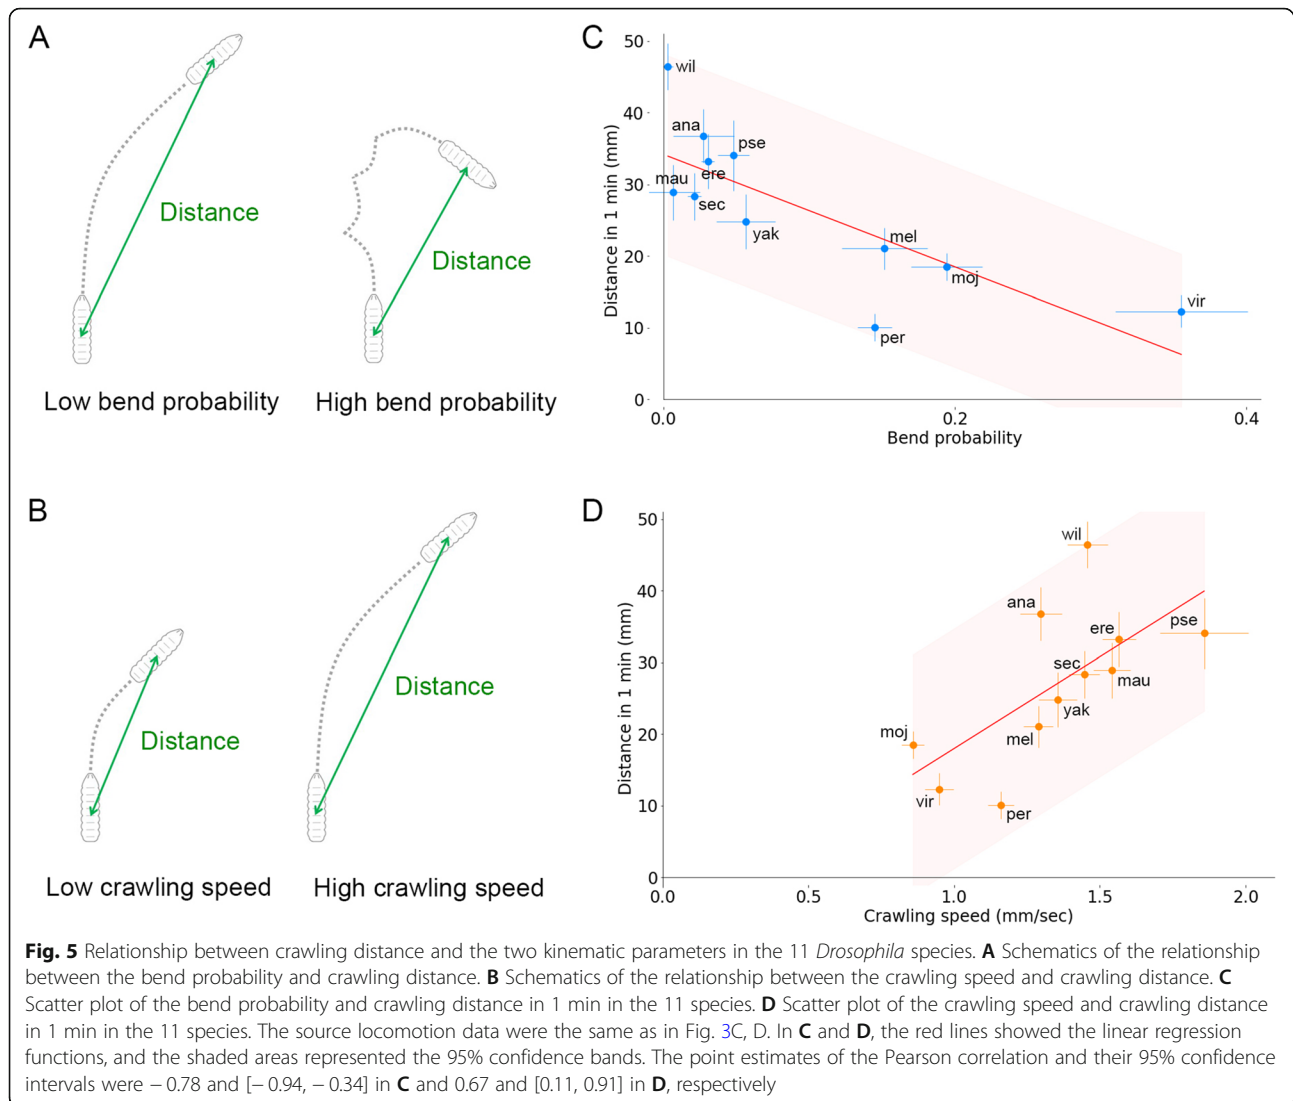 A
Distance
Distance
Low bend probability
High bend probability
B
Distance
Distance
Low crawling speed
High crawling speed
C
50
40
30
20
10
0
Distance in 1 min (mm)
wil
ana
pse
ere
mau
sec
yak
mel
moj
per
vir
0.0
0.2
0.4
Bend probability
D
50
40
30
20
10
0
Distance in 1 min (mm)
wil
ana
ere
pse
sec
mau
yak
moj
mel
vir
per
0.0
0.5
1.0
1.5
2.0
Crawling speed (mm/sec)
Fig. 5 Relationship between crawling distance and the two kinematic parameters in the 11 Drosophila species. A Schematics of the relationship
between the bend probability and crawling distance. B Schematics of the relationship between the crawling speed and crawling distance. C
Scatter plot of the bend probability and crawling distance in 1 min in the 11 species. D Scatter plot of the crawling speed and crawling distance
in 1 min in the 11 species. The source locomotion data were the same as in Fig. 3C, D. In C and D, the red lines showed the linear regression
functions, and the shaded areas represented the 95% confidence bands. The point estimates of the Pearson correlation and their 95% confidence
intervals were − 0.78 and [− 0.94, − 0.34] in C and 0.67 and [0.11, 0.91] in D, respectively